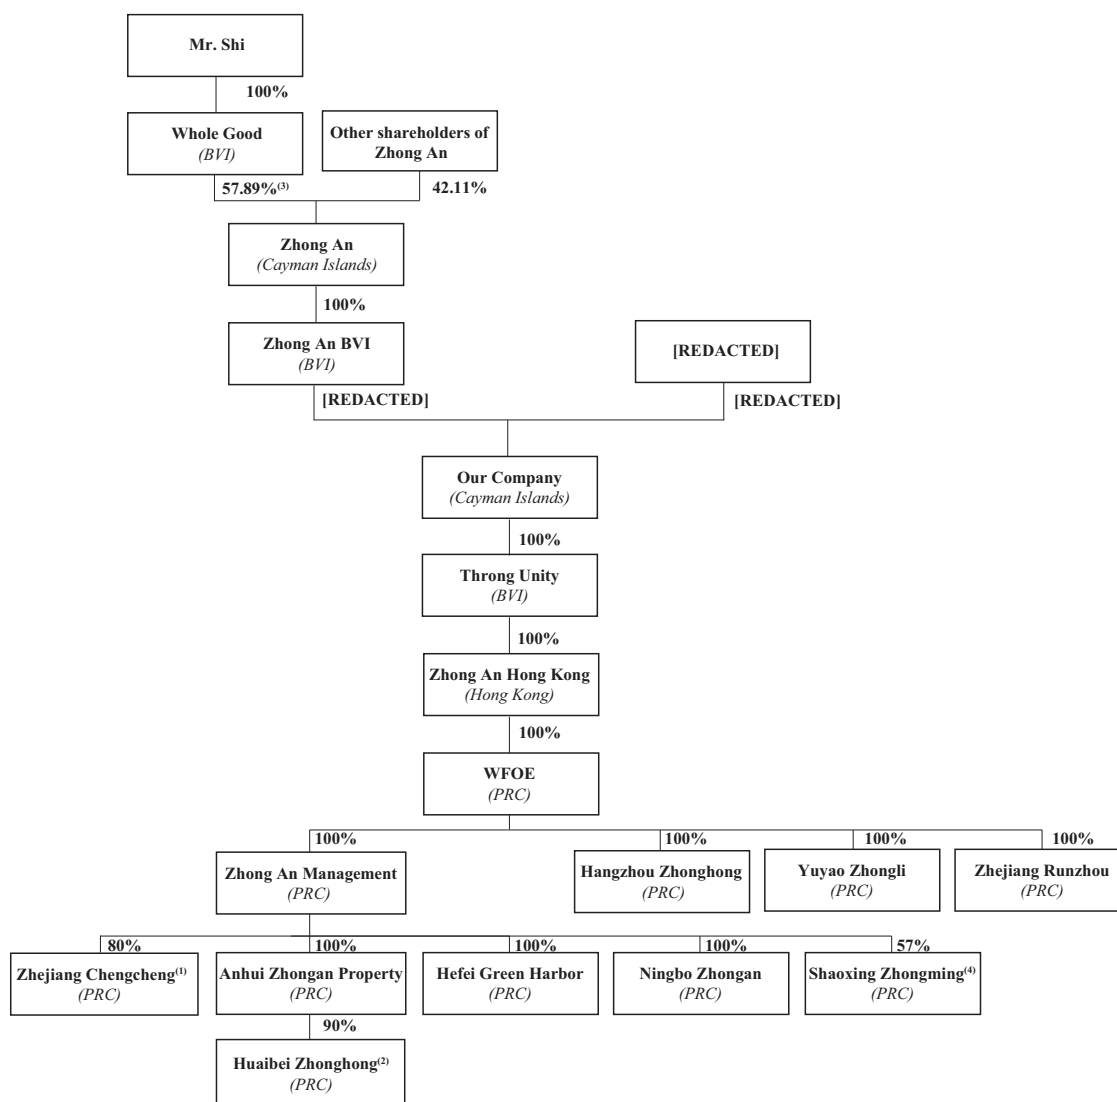 Mr. Shi
100%
Whole Good
(BVI)
Other shareholders of
Zhong An
57.89%(3)
42.11%
Zhong An
(Cayman Islands)
100%
Zhong An BVI
(BVI)
[REDACTED]
[REDACTED]
[REDACTED]
Our Company
(Cayman Islands)
100%
Throng Unity
(BVI)
100%
Zhong An Hong Kong
(Hong Kong)
100%
WFOE
(PRC)
100%
100%
100%
100%
Zhong An Management
(PRC)
Hangzhou Zhonghong
(PRC)
Yuyao Zhongli
(PRC)
Zhejiang Runzhou
(PRC)
80%
100%
100%
100%
57%
Zhejiang Chengcheng(1)
(PRC)
Anhui Zhongan Property
(PRC)
Hefei Green Harbor
(PRC)
Ningbo Zhongan
(PRC)
Shaoxing Zhongming(4)
(PRC)
90%
Huaibei Zhonghong(2)
(PRC)